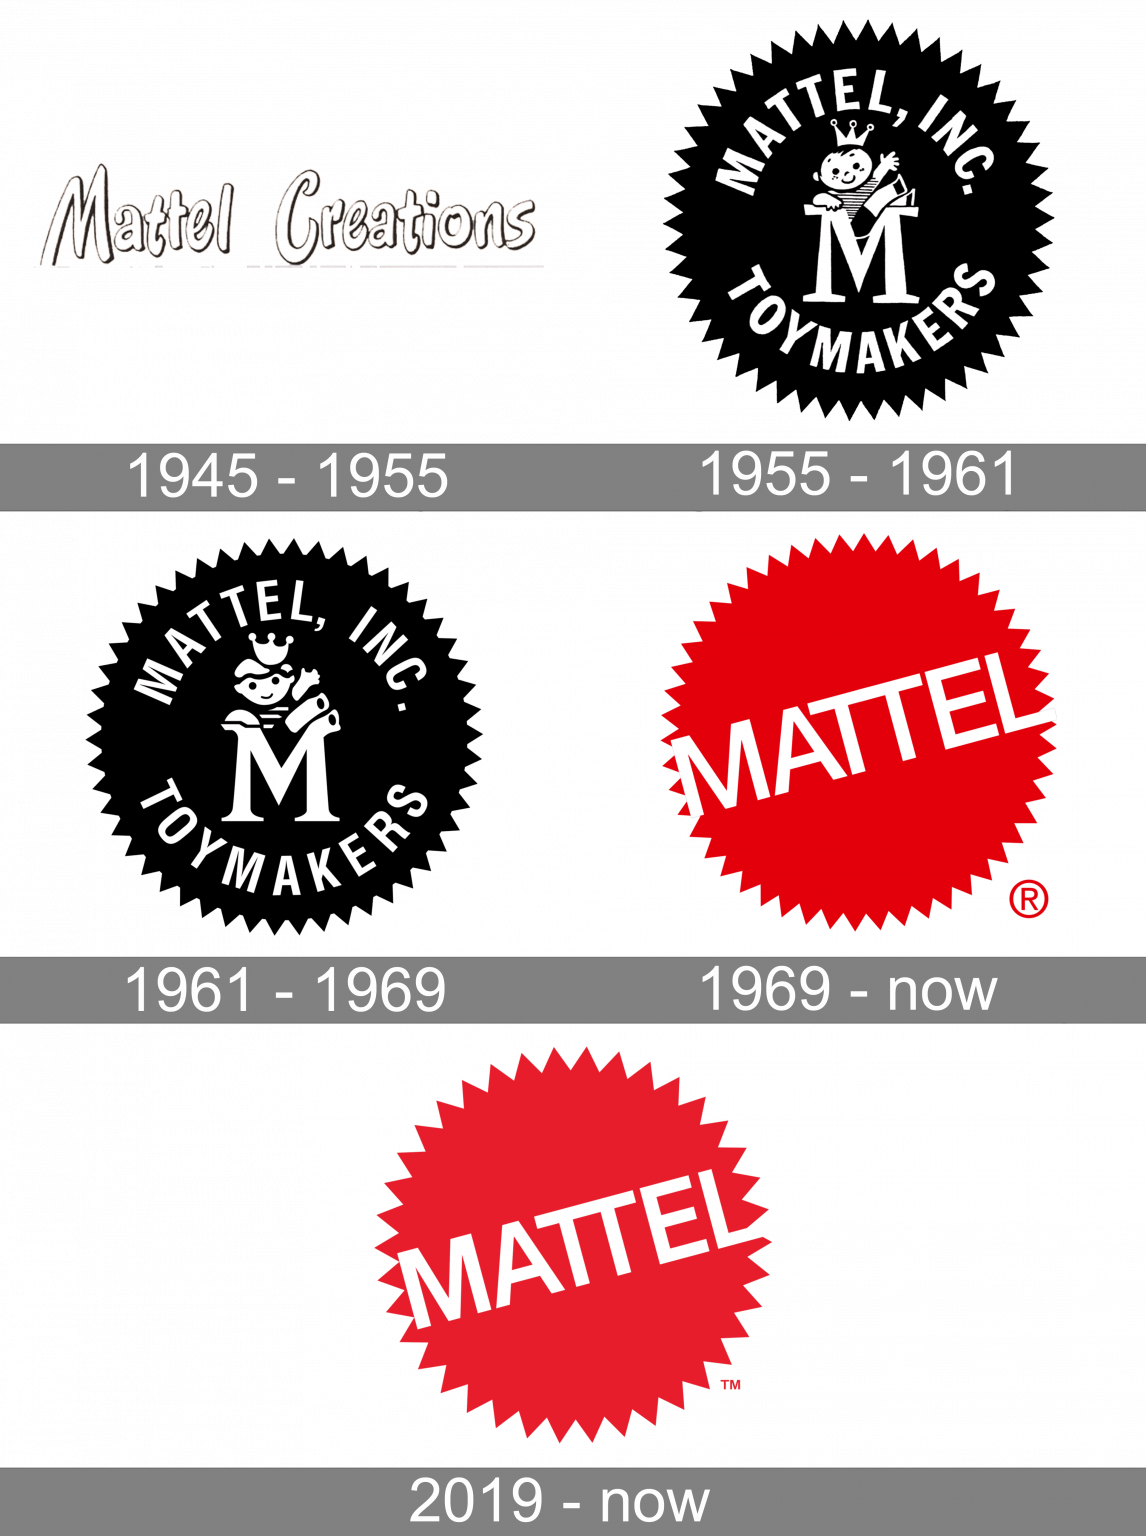 Mattel Creations
MATTEL, INC.
M
TOYMAKERS
1945 - 1955
1955 - 1961
MATTEL, INC.
M
TOYMAKERS
MATTEL
®
1961 - 1969
1969 - now
MATTEL
TM
2019 - now